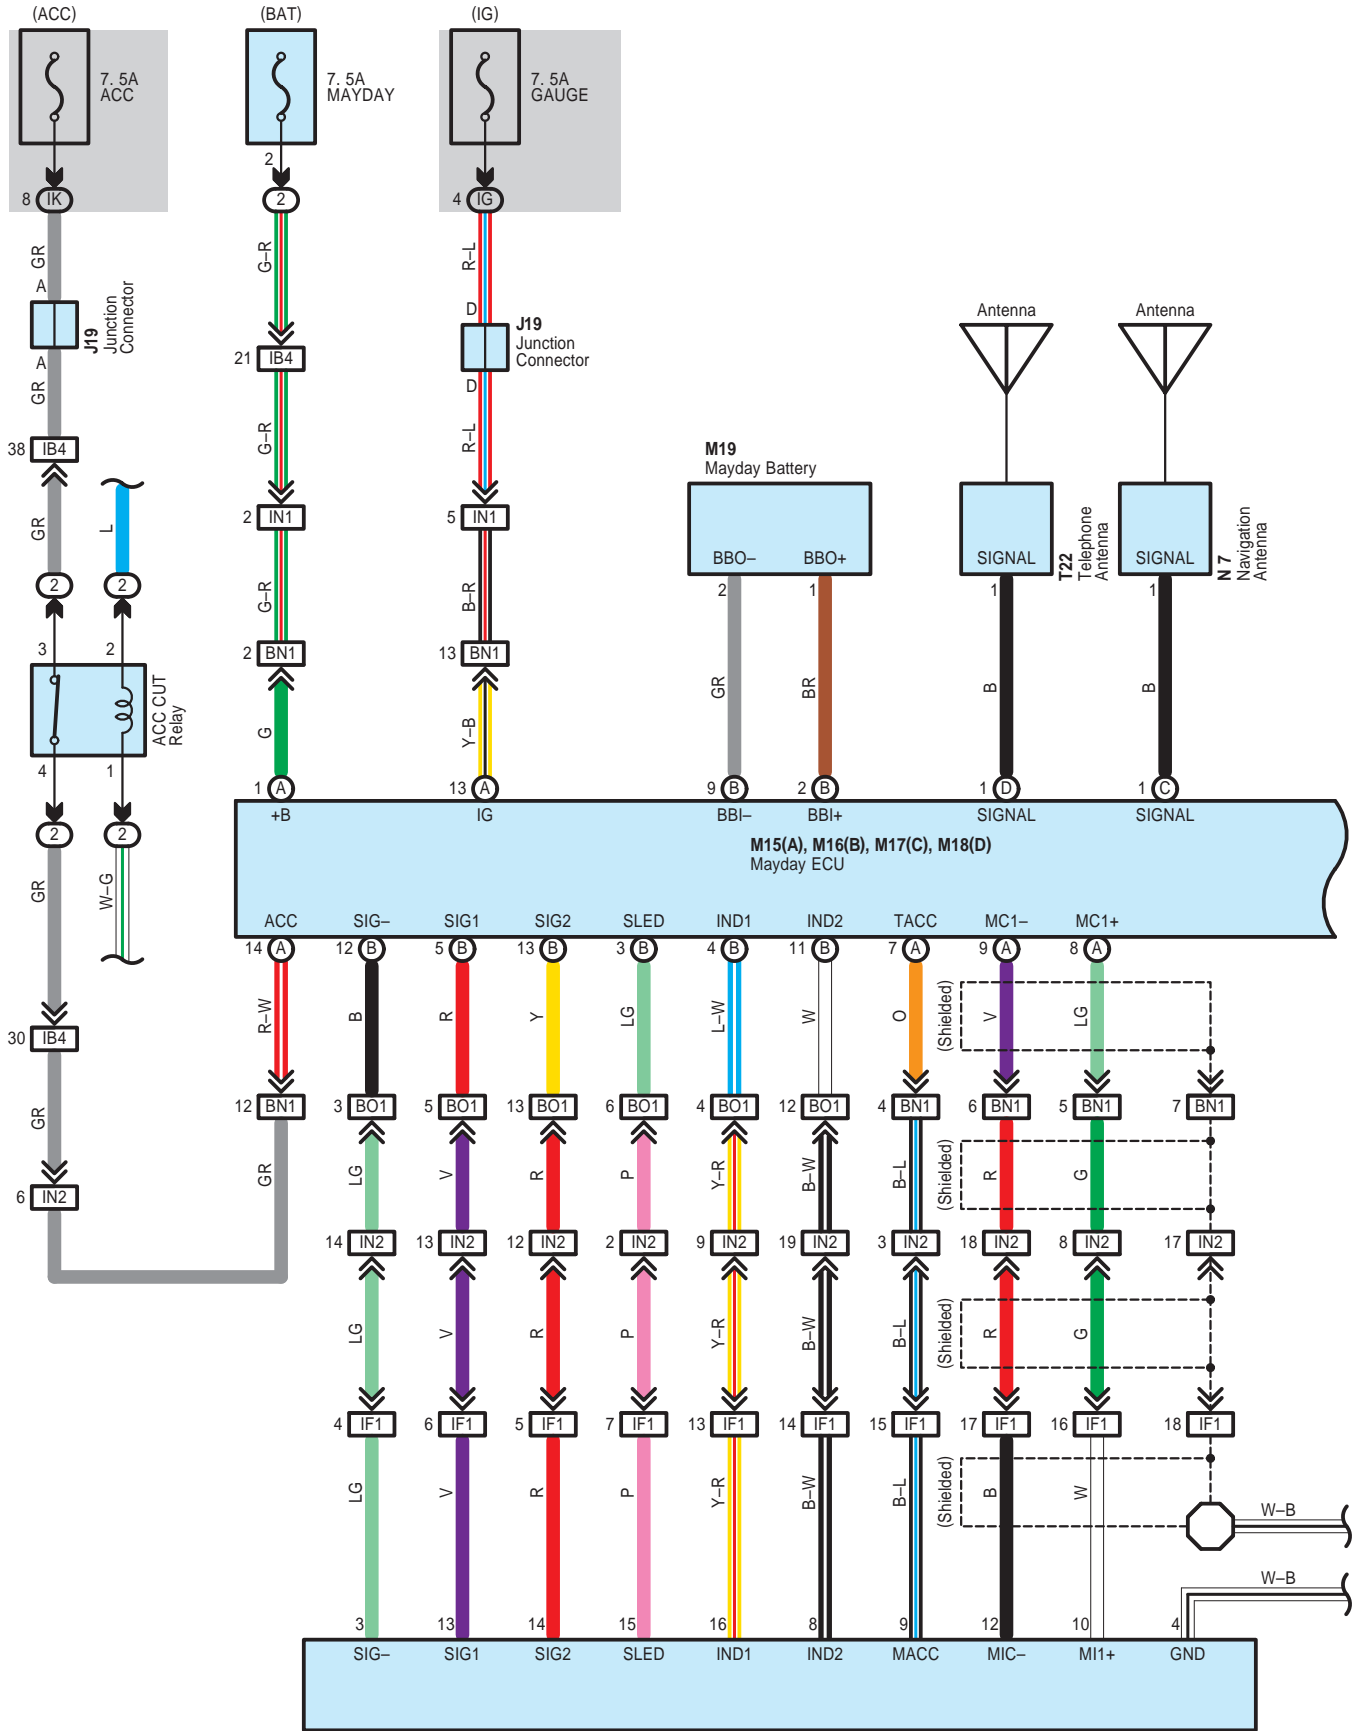 (ACC)
(BAT)
(IG)
7. 5A
ACC
7. 5A
MAYDAY
7. 5A
GAUGE
2
8 IK
2
4 IG
GR
G–R
R–L
A
J19
Junction
Connector
A
D
J19
Junction
Connector
D
Antenna
Antenna
21 IB4
GR
G–R
R–L
38 IB4
M19
Mayday Battery
GR
L
2 IN1
5 IN1
BBO–
BBO+
SIGNAL
T22
Telephone
Antenna
SIGNAL
N 7
Navigation
Antenna
2
2
2
1
1
1
G–R
B–R
3
2
2 BN1
13 BN1
GR
BR
B
B
ACC CUT
Relay
G
Y–B
4
1
1 A
13 A
9 B
2 B
1 D
1 C
+B
IG
BBI–
BBI+
SIGNAL
SIGNAL
2
2
M15(A), M16(B), M17(C), M18(D)
Mayday ECU
GR
W–G
ACC
SIG–
SIG1
SIG2
SLED
IND1
IND2
TACC
MC1–
MC1+
14 A
12 B
5 B
13 B
3 B
4 B
11 B
7 A
9 A
8 A
R–W
B
R
Y
LG
L–W
W
O
(Shielded)
V
LG
30 IB4
12 BN1
3 BO1
5 BO1
13 BO1
6 BO1
4 BO1
12 BO1
4 BN1
6 BN1
5 BN1
7 BN1
GR
GR
LG
V
R
P
Y–R
B–W
B–L
(Shielded)
R
G
6 IN2
14 IN2
13 IN2
12 IN2
2 IN2
9 IN2
19 IN2
3 IN2
18 IN2
8 IN2
17 IN2
LG
V
R
P
Y–R
B–W
B–L
(Shielded)
R
G
4 IF1
6 IF1
5 IF1
7 IF1
13 IF1
14 IF1
15 IF1
17 IF1
16 IF1
18 IF1
LG
V
R
P
Y–R
B–W
B–L
(Shielded)
B
W
W–B
W–B
3
13
14
15
16
8
9
12
10
4
SIG–
SIG1
SIG2
SLED
IND1
IND2
MACC
MIC–
MI1+
GND